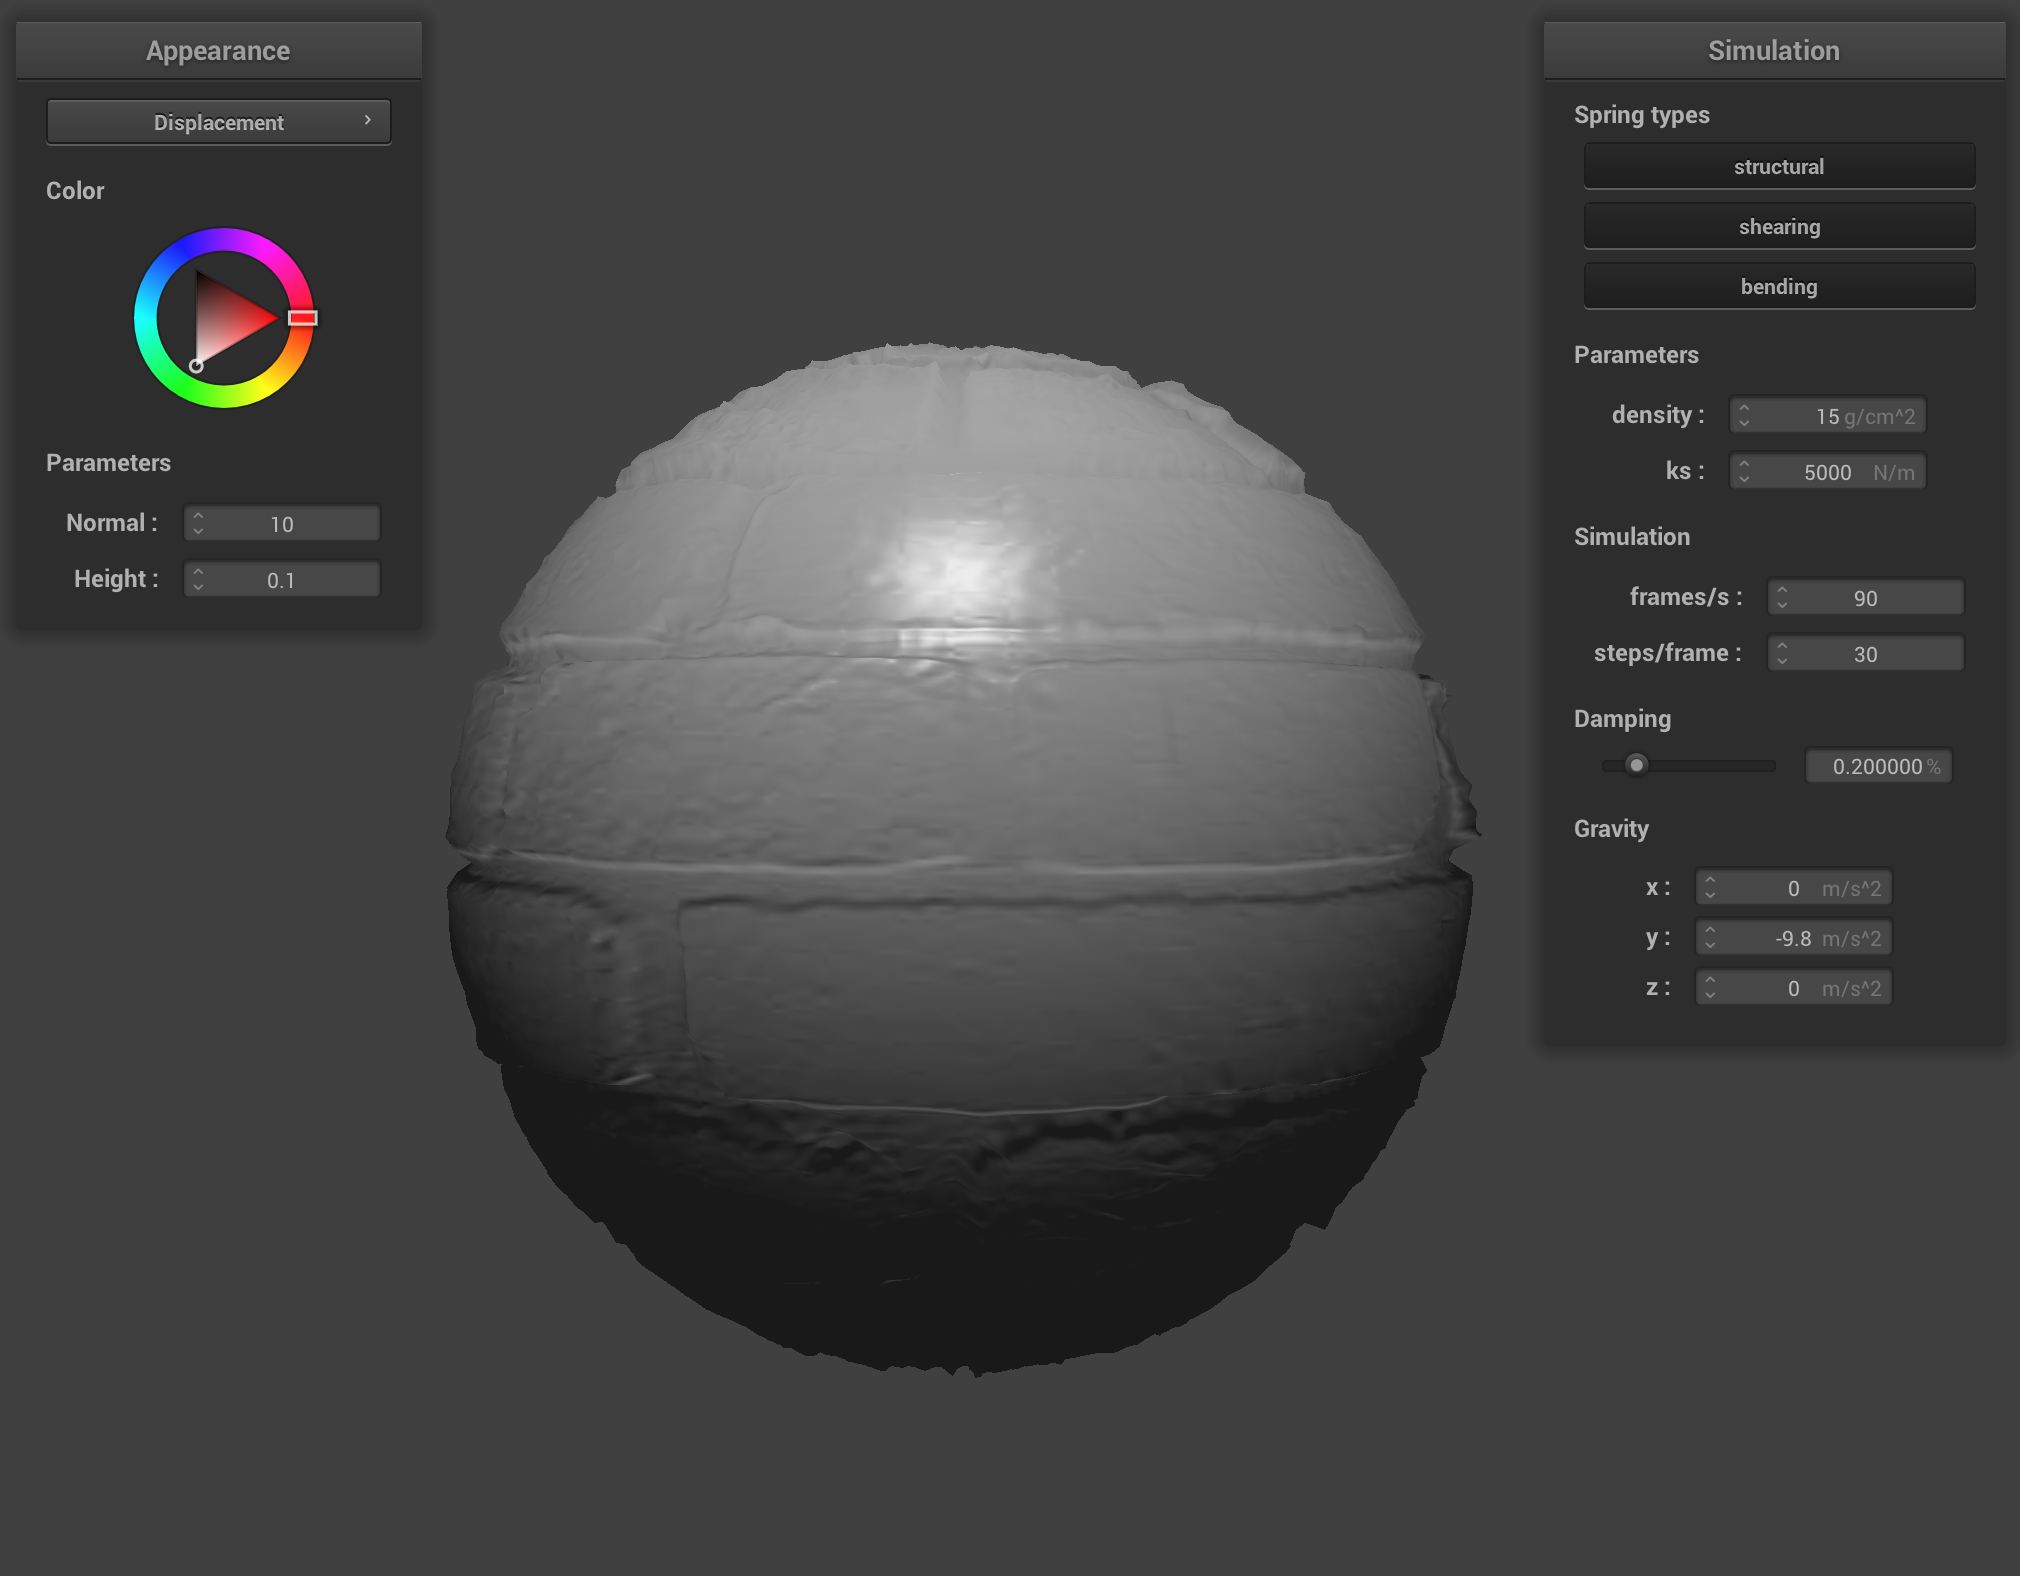 Appearance
Displacement
Color
Parameters
Normal : 10
Height : 0.1
Simulation
Spring types
structural
shearing
bending
Parameters
density : 15 g/cm^2
ks : 5000 N/m
Simulation
frames/s : 90
steps/frame : 30
Damping
0.200000 %
Gravity
x : 0 m/s^2
y : -9.8 m/s^2
z : 0 m/s^2